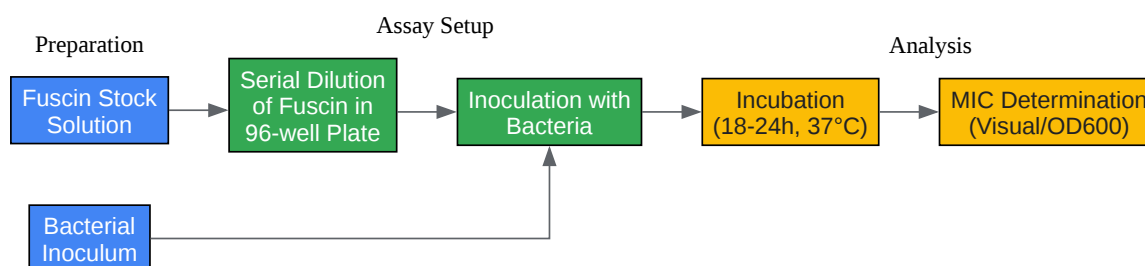 Preparation
Assay Setup
Analysis
Fuscin Stock
Solution
Serial Dilution
of Fuscin in
96-well Plate
Inoculation with
Bacteria
Incubation
(18-24h, 37°C)
MIC Determination
(Visual/OD600)
Bacterial
Inoculum